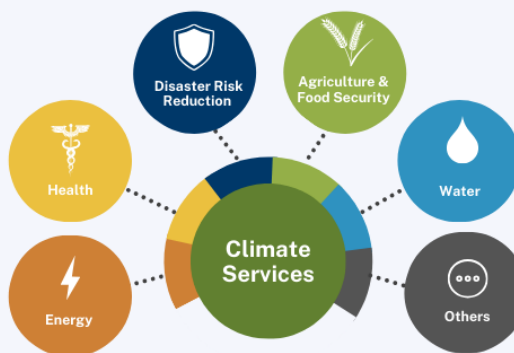 Disaster Risk
Reduction
Agriculture &
Food Security
Health
Water
Climate
Services
Energy
Others